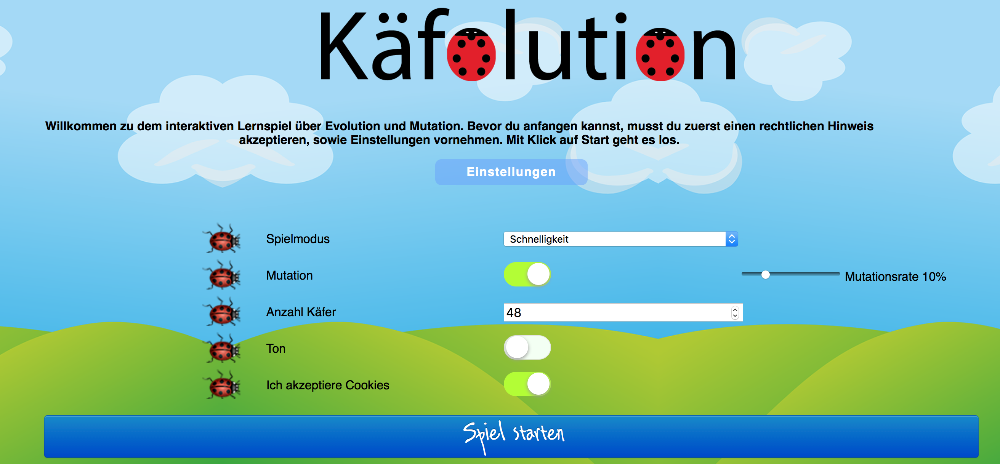 Käfolution
Willkommen zu dem interaktiven Lernspiel über Evolution und Mutation. Bevor du anfangen kannst, musst du zuerst einen rechtlichen Hinweis
akzeptieren, sowie Einstellungen vornehmen. Mit Klick auf Start geht es los.
Einstellungen
Spielmodus Schnelligkeit
Mutation Mutationsrate 10%
Anzahl Käfer 48
Ton
Ich akzeptiere Cookies
Spiel starten